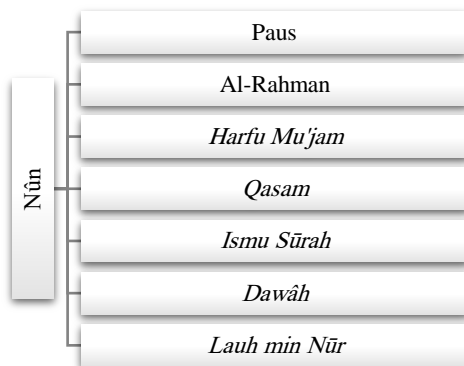 Nûn
Paus
Al-Rahman
Harfu Mu'jam
Qasam
Ismu Sūrah
Dawâh
Lauh min Nūr